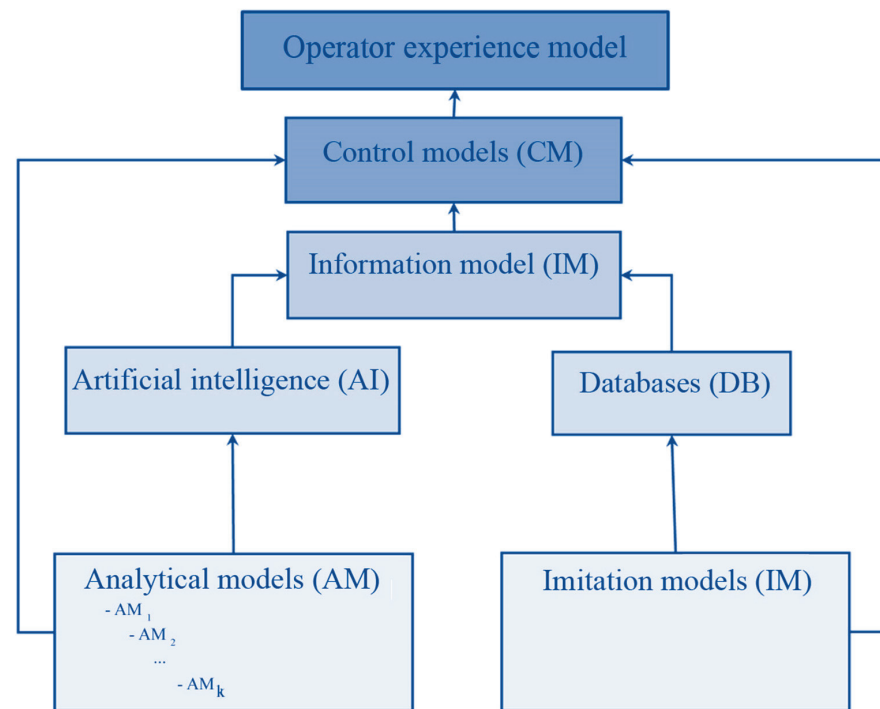 Operator experience model
Control models (CM)
Information model (IM)
Artificial intelligence (AI)
Databases (DB)
Analytical models (AM)
- AM 1
- AM 2
...
- AM k
Imitation models (IM)